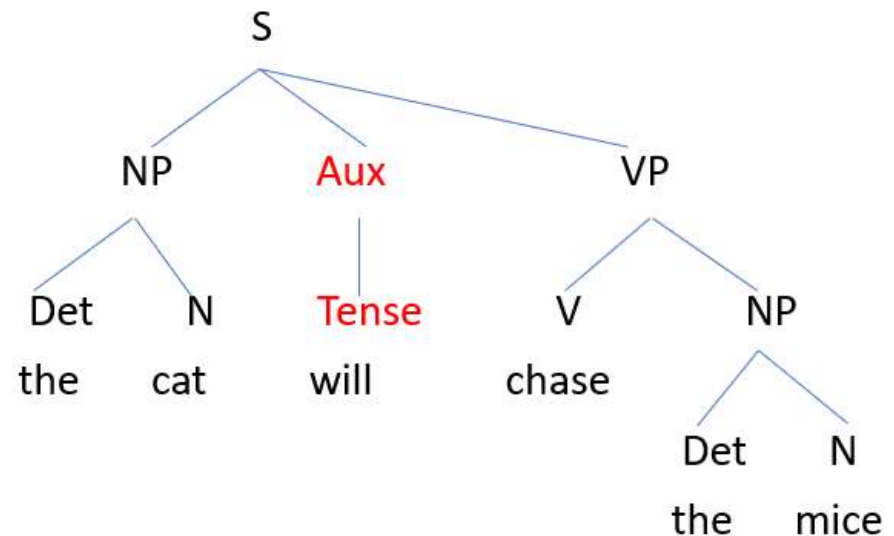 S
NP Aux VP
Det N Tense V NP
the cat will chase
Det N
the mice